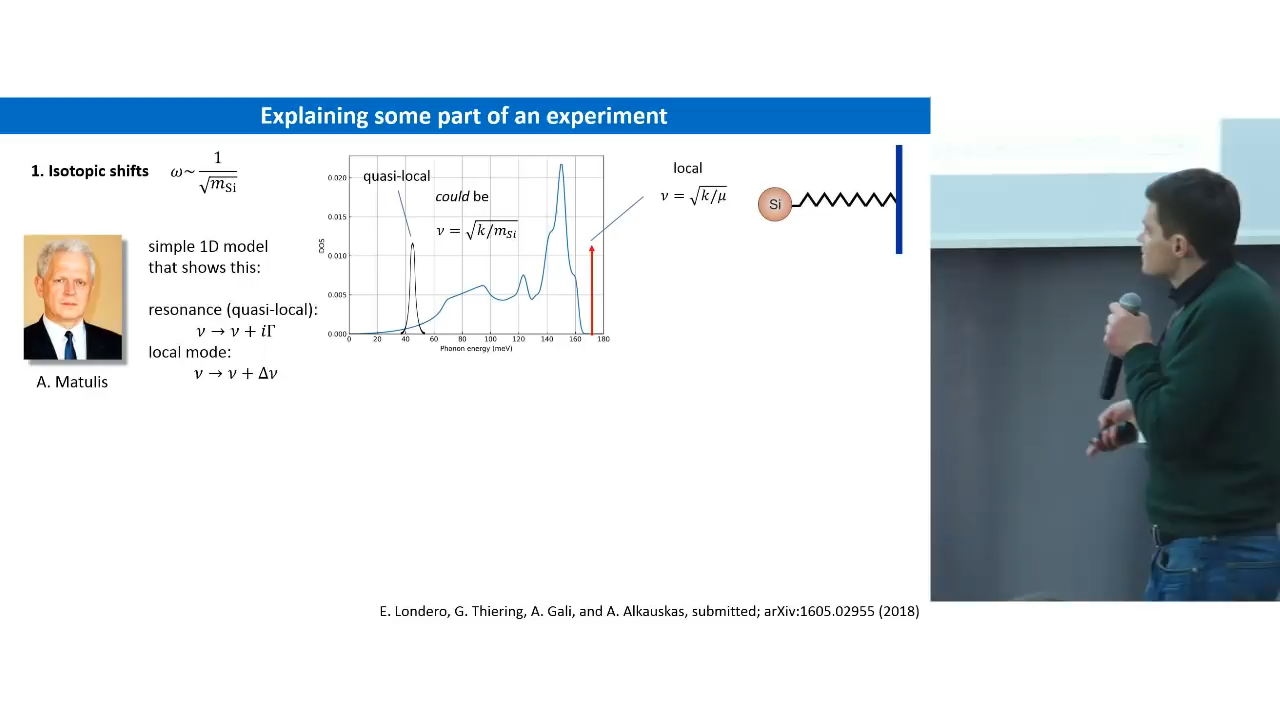 Explaining some part of an experiment
1. Isotopic shifts ω~ 1/√m_Si
simple 1D model
that shows this:
resonance (quasi-local):
ν → ν + iΓ
local mode:
ν → ν + Δν
A. Matulis
quasi-local
could be
ν = √k/m_Si
DOS
0.020
0.015
0.010
0.005
0.000
0 20 40 60 80 100 120 140 160 180
Phonon energy (meV)
local
ν = √k/μ
Si
E. Londero, G. Thiering, A. Gali, and A. Alkauskas, submitted; arXiv:1605.02955 (2018)